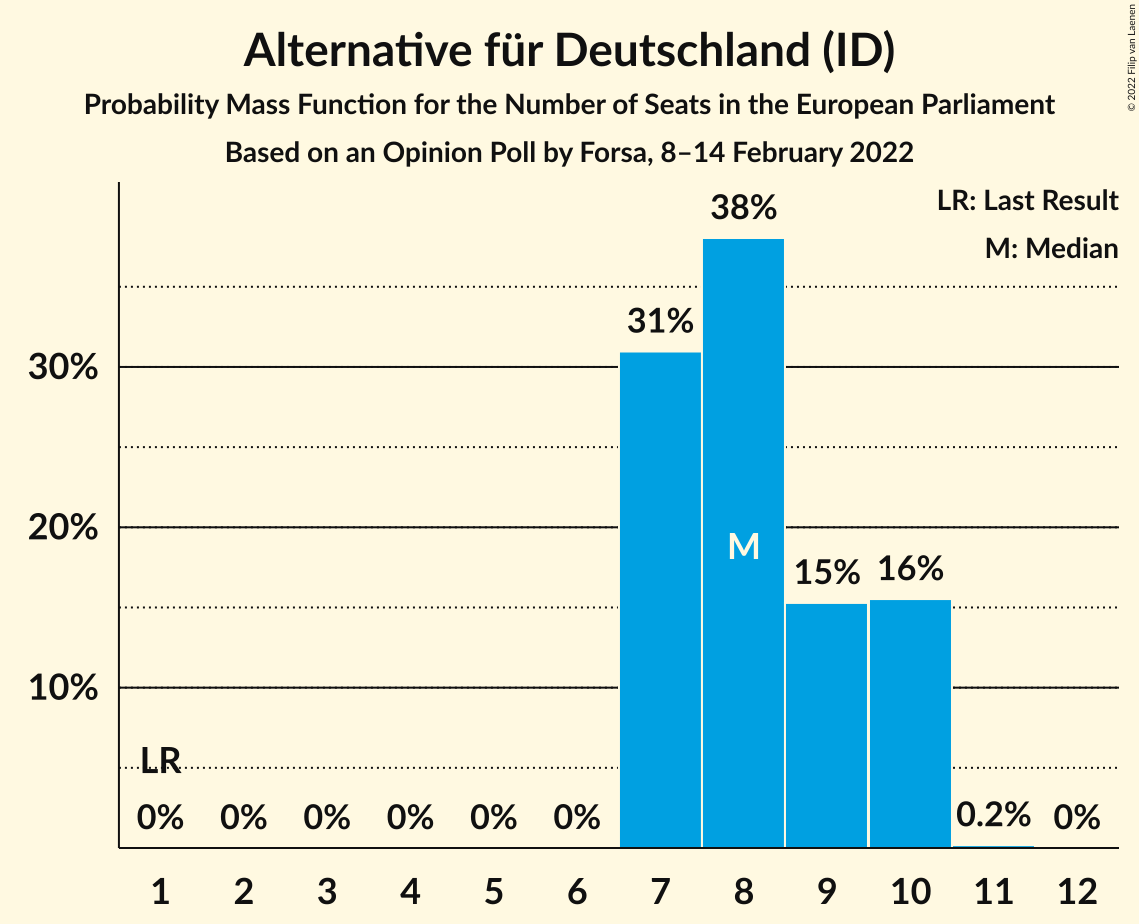 Alternative für Deutschland (ID)
Probability Mass Function for the Number of Seats in the European Parliament
Based on an Opinion Poll by Forsa, 8–14 February 2022
© 2022 Filip van Laenen
LR: Last Result
M: Median
38%
31%
30%
20%
M
15%
16%
10%
LR
0%
0%
0%
0%
0%
0%
0.2%
0%
1 2 3 4 5 6 7 8 9 10 11 12